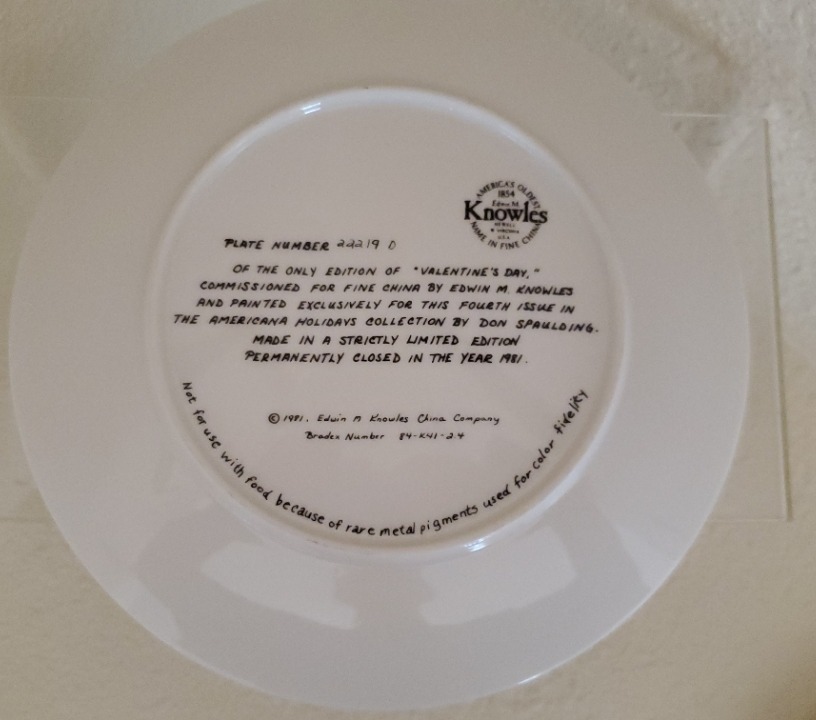 AMERICA'S OLDEST
1854
Edwin M.
Knowles
NEWELL
W. VIRGINIA
U.S.A.
NAME IN FINE CHINA
PLATE NUMBER 22219 D
OF THE ONLY EDITION OF "VALENTINE'S DAY,"
COMMISSIONED FOR FINE CHINA BY EDWIN M. KNOWLES
AND PAINTED EXCLUSIVELY FOR THIS FOURTH ISSUE IN
THE AMERICANA HOLIDAYS COLLECTION BY DON SPAULDING.
MADE IN A STRICTLY LIMITED EDITION
PERMANENTLY CLOSED IN THE YEAR 1981.
© 1981. Edwin M Knowles China Company
Bradex Number 84-K41-2.4
Not for use with food because of rare metal pigments used for color fidelity